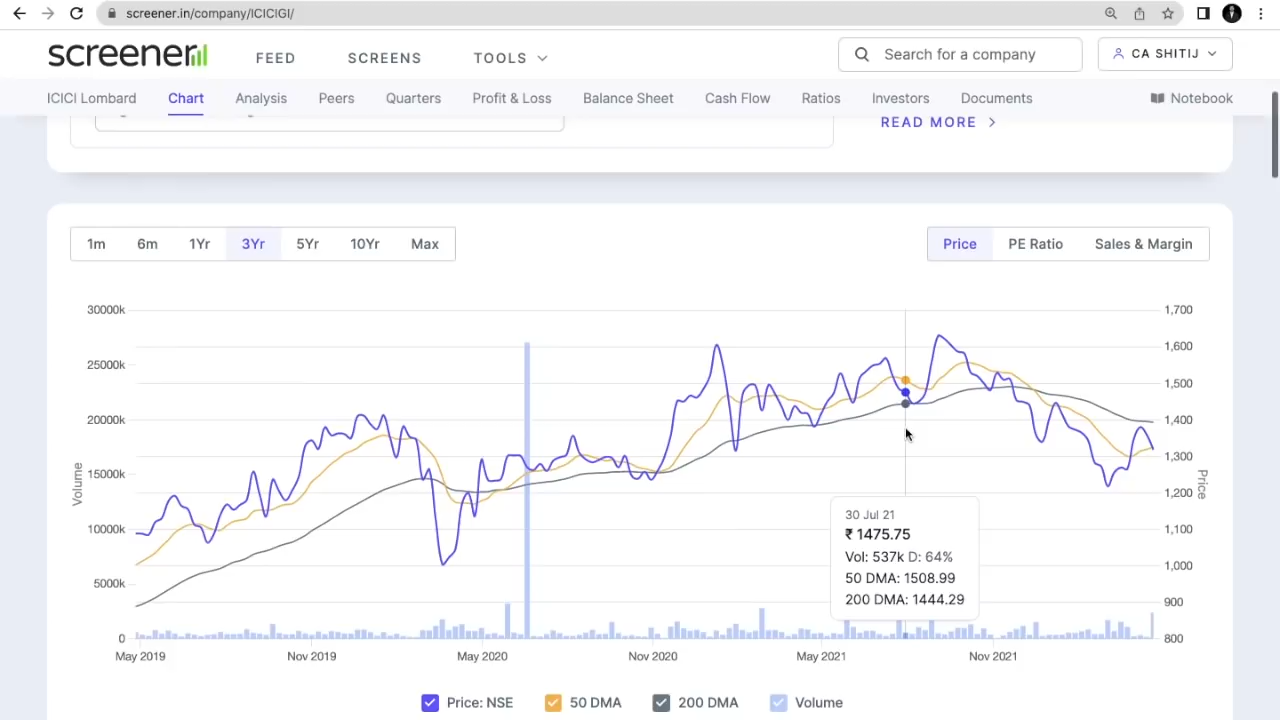 screener.in/company/ICICIGI/
screener
FEED SCREENS TOOLS
Search for a company
CA SHITIJ
ICICI Lombard Chart Analysis Peers Quarters Profit & Loss Balance Sheet Cash Flow Ratios Investors Documents Notebook
READ MORE
1m 6m 1Yr 3Yr 5Yr 10Yr Max
Price PE Ratio Sales & Margin
30000k 1,700
1,600
25000k
1,500
20000k 1,400
1,300
15000k
1,200
10000k 1,100
1,000
5000k
900
0 800
Volume
Price
30 Jul 21
₹ 1475.75
Vol: 537k D: 64%
50 DMA: 1508.99
200 DMA: 1444.29
May 2019 Nov 2019 May 2020 Nov 2020 May 2021 Nov 2021
Price: NSE 50 DMA 200 DMA Volume